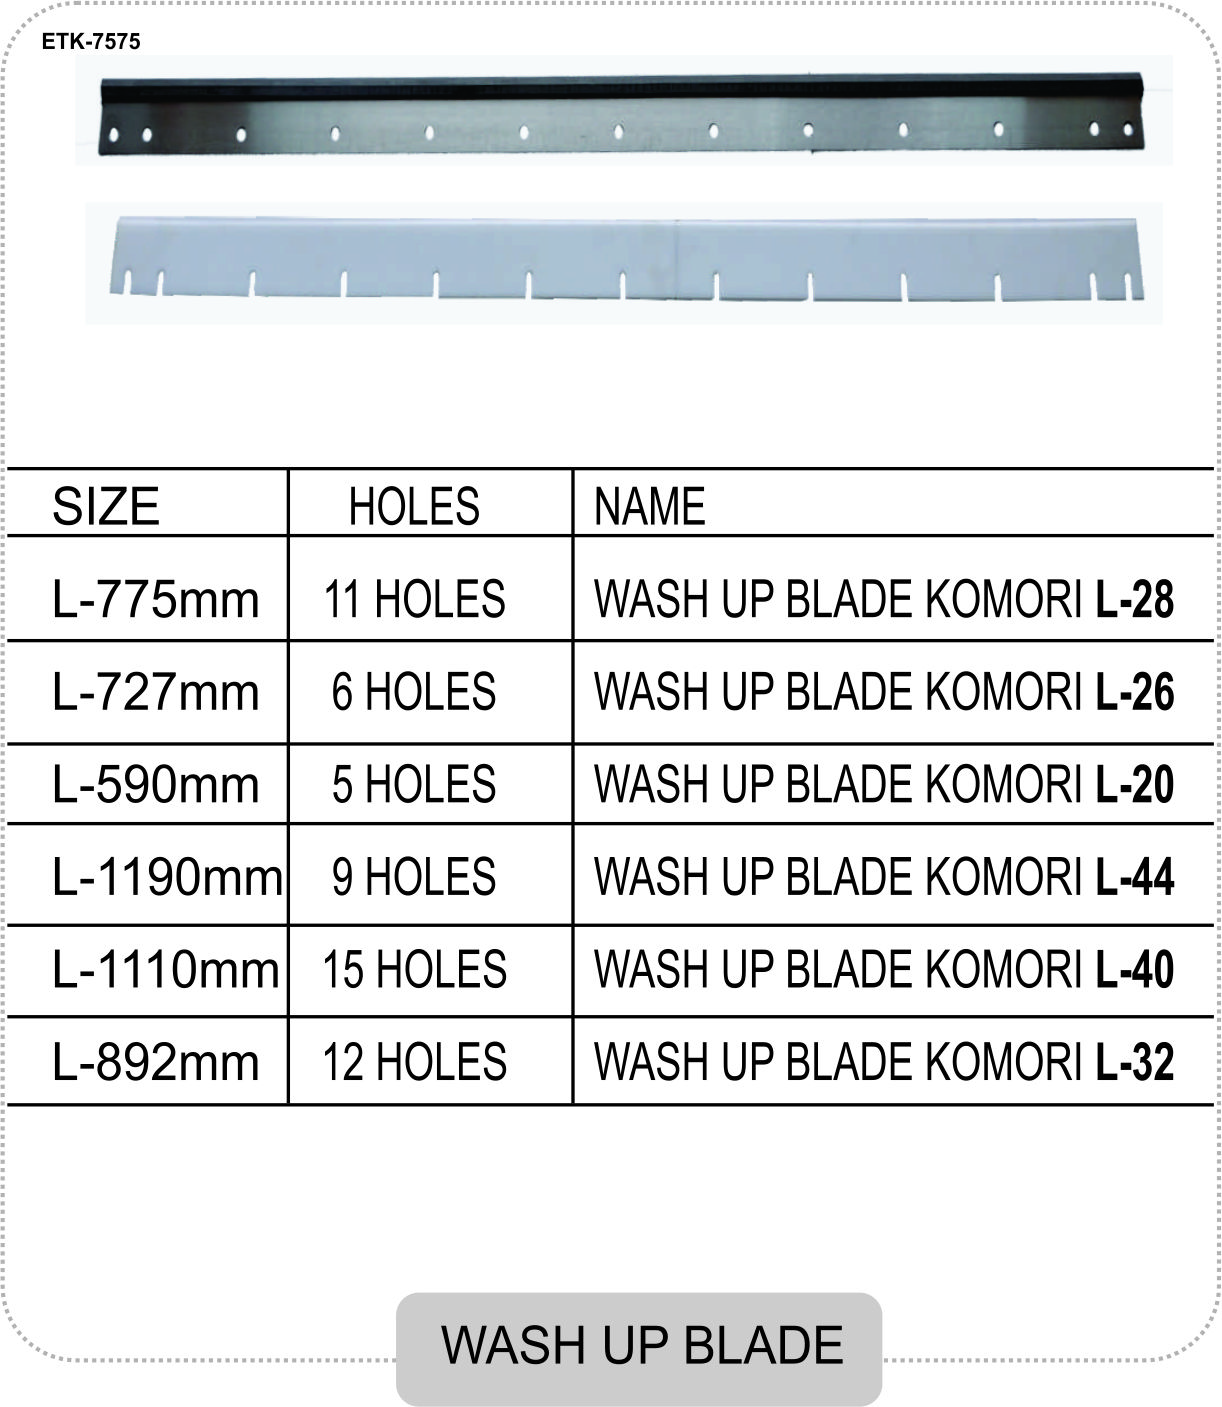 ETK-7575
SIZE HOLES NAME
L-775mm 11 HOLES WASH UP BLADE KOMORI L-28
L-727mm 6 HOLES WASH UP BLADE KOMORI L-26
L-590mm 5 HOLES WASH UP BLADE KOMORI L-20
L-1190mm 9 HOLES WASH UP BLADE KOMORI L-44
L-1110mm 15 HOLES WASH UP BLADE KOMORI L-40
L-892mm 12 HOLES WASH UP BLADE KOMORI L-32
WASH UP BLADE